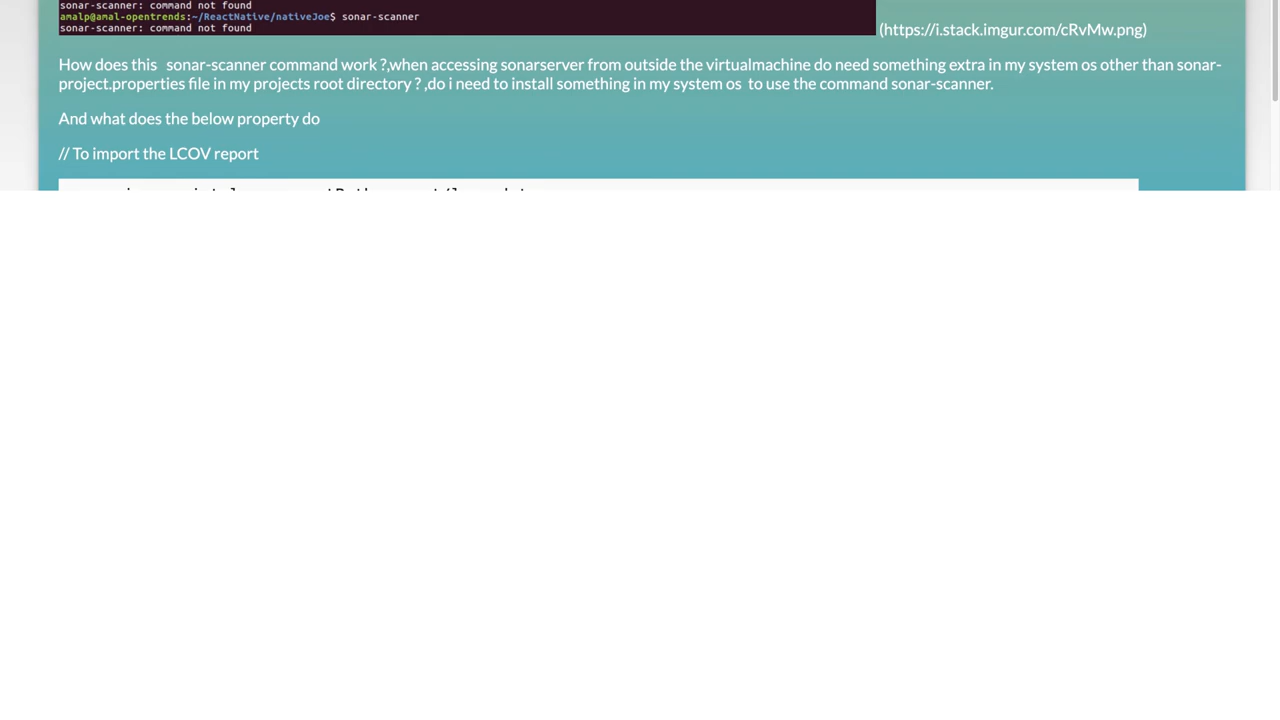 sonar-scanner: command not found
amalp@amal-opentrends:~/ReactNative/nativeJoe$ sonar-scanner
sonar-scanner: command not found
(https://i.stack.imgur.com/cRvMw.png)
How does this  sonar-scanner command work ?,when accessing sonarserver from outside the virtualmachine do need something extra in my system os other than sonar-
project.properties file in my projects root directory ? ,do i need to install something in my system os  to use the command sonar-scanner.
And what does the below property do
// To import the LCOV report